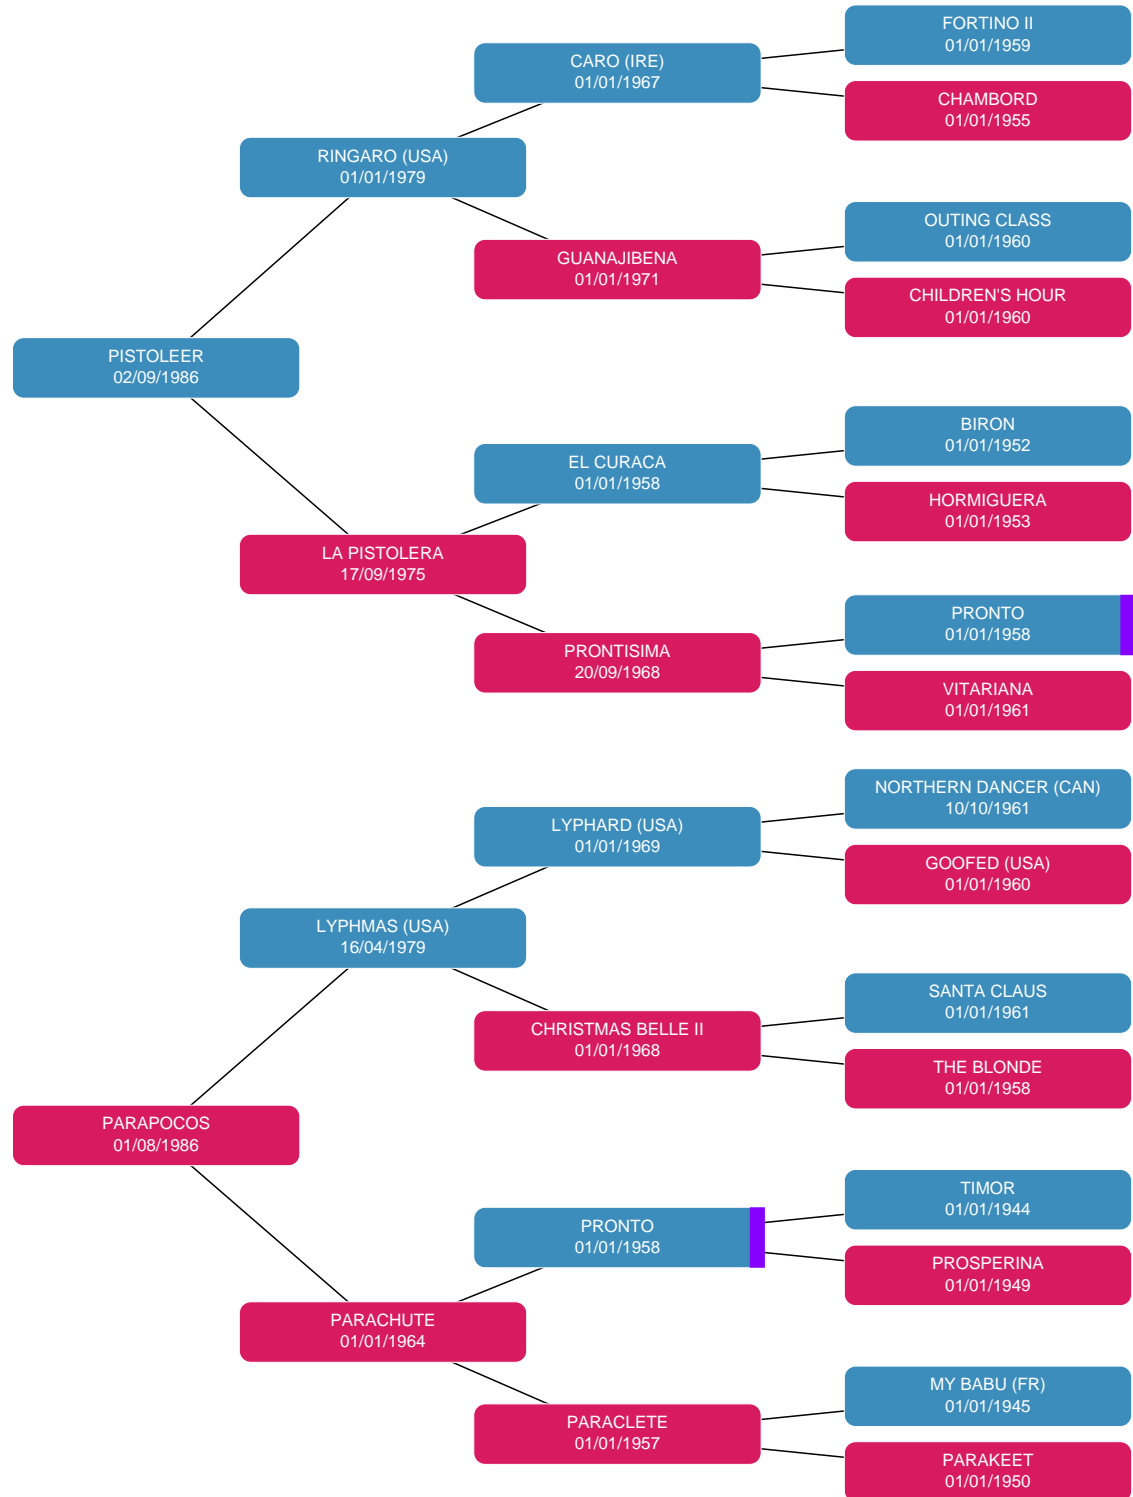 FORTINO II
01/01/1959
CARO (IRE)
01/01/1967
CHAMBORD
01/01/1955
RINGARO (USA)
01/01/1979
OUTING CLASS
01/01/1960
GUANAJIBENA
01/01/1971
CHILDREN'S HOUR
01/01/1960
PISTOLEER
02/09/1986
BIRON
01/01/1952
EL CURACA
01/01/1958
HORMIGUERA
01/01/1953
LA PISTOLERA
17/09/1975
PRONTO
01/01/1958
PRONTISIMA
20/09/1968
VITARIANA
01/01/1961
NORTHERN DANCER (CAN)
10/10/1961
LYPHARD (USA)
01/01/1969
GOOFED (USA)
01/01/1960
LYPHMAS (USA)
16/04/1979
SANTA CLAUS
01/01/1961
CHRISTMAS BELLE II
01/01/1968
THE BLONDE
01/01/1958
PARAPOCOS
01/08/1986
TIMOR
01/01/1944
PRONTO
01/01/1958
PROSPERINA
01/01/1949
PARACHUTE
01/01/1964
MY BABU (FR)
01/01/1945
PARACLETE
01/01/1957
PARAKEET
01/01/1950